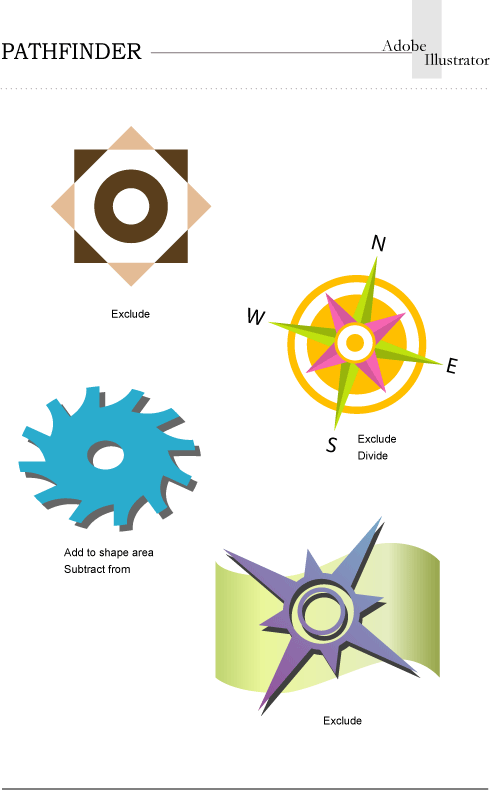 PATHFINDER
Adobe
Illustrator
Exclude
N
W
E
S
Exclude
Divide
Add to shape area
Subtract from
Exclude